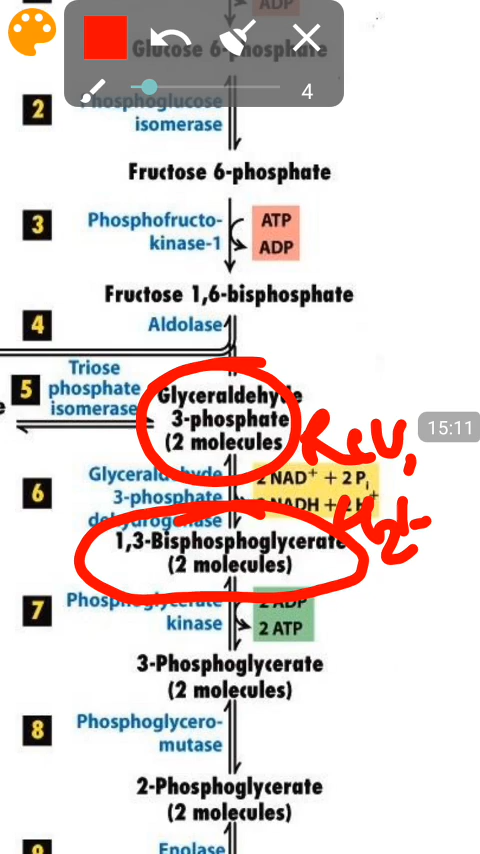 ADP
Glucose 6-phosphate
4
2
Phosphoglucose
isomerase
Fructose 6-phosphate
3
Phosphofructo-
kinase-1
ATP
ADP
Fructose 1,6-bisphosphate
4
Aldolase
5
Triose
phosphate
isomerase
Glyceraldehyde
3-phosphate
(2 molecules
15:11
6
Glyceraldehyde
3-phosphate
dehydrogenase
2 NAD+ + 2 Pi
NADH + 2 H+
1,3-Bisphosphoglycerate
(2 molecules)
7
Phosphoglycerate
kinase
2 ADP
2 ATP
3-Phosphoglycerate
(2 molecules)
8
Phosphoglycero-
mutase
2-Phosphoglycerate
(2 molecules)
9
Enolase